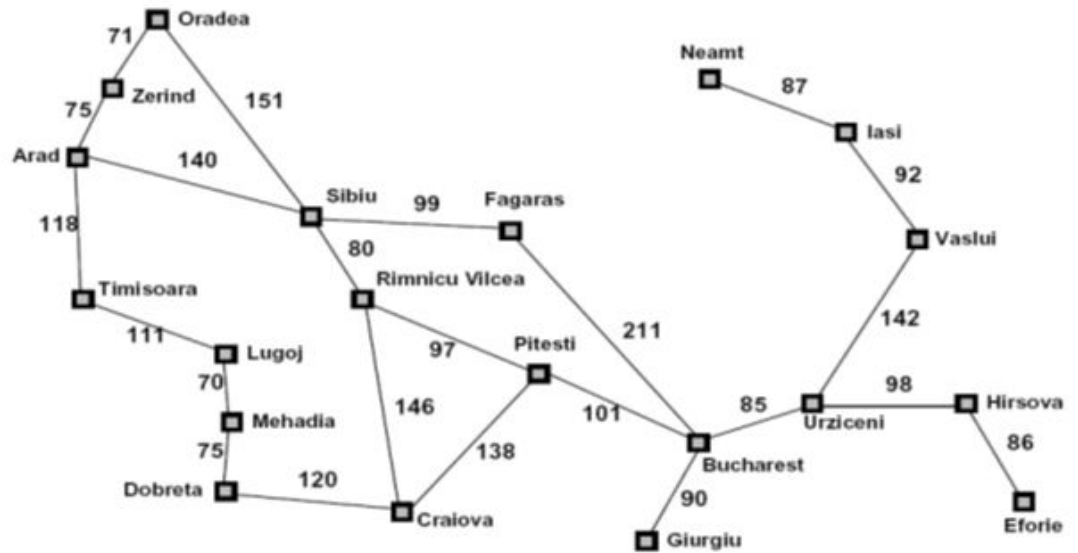 Oradea
71
Neamt
87
Zerind
75
151
Iasi
Arad
140
92
Sibiu
99
Fagaras
118
80
Vaslui
Rimnicu Vilcea
Timisoara
142
111
211
Pitesti
97
Lugoj
70
98
Hirsova
146
101
85
Urziceni
Mehadia
86
75
138
Bucharest
120
Dobreta
90
Craiova
Eforie
Giurgiu